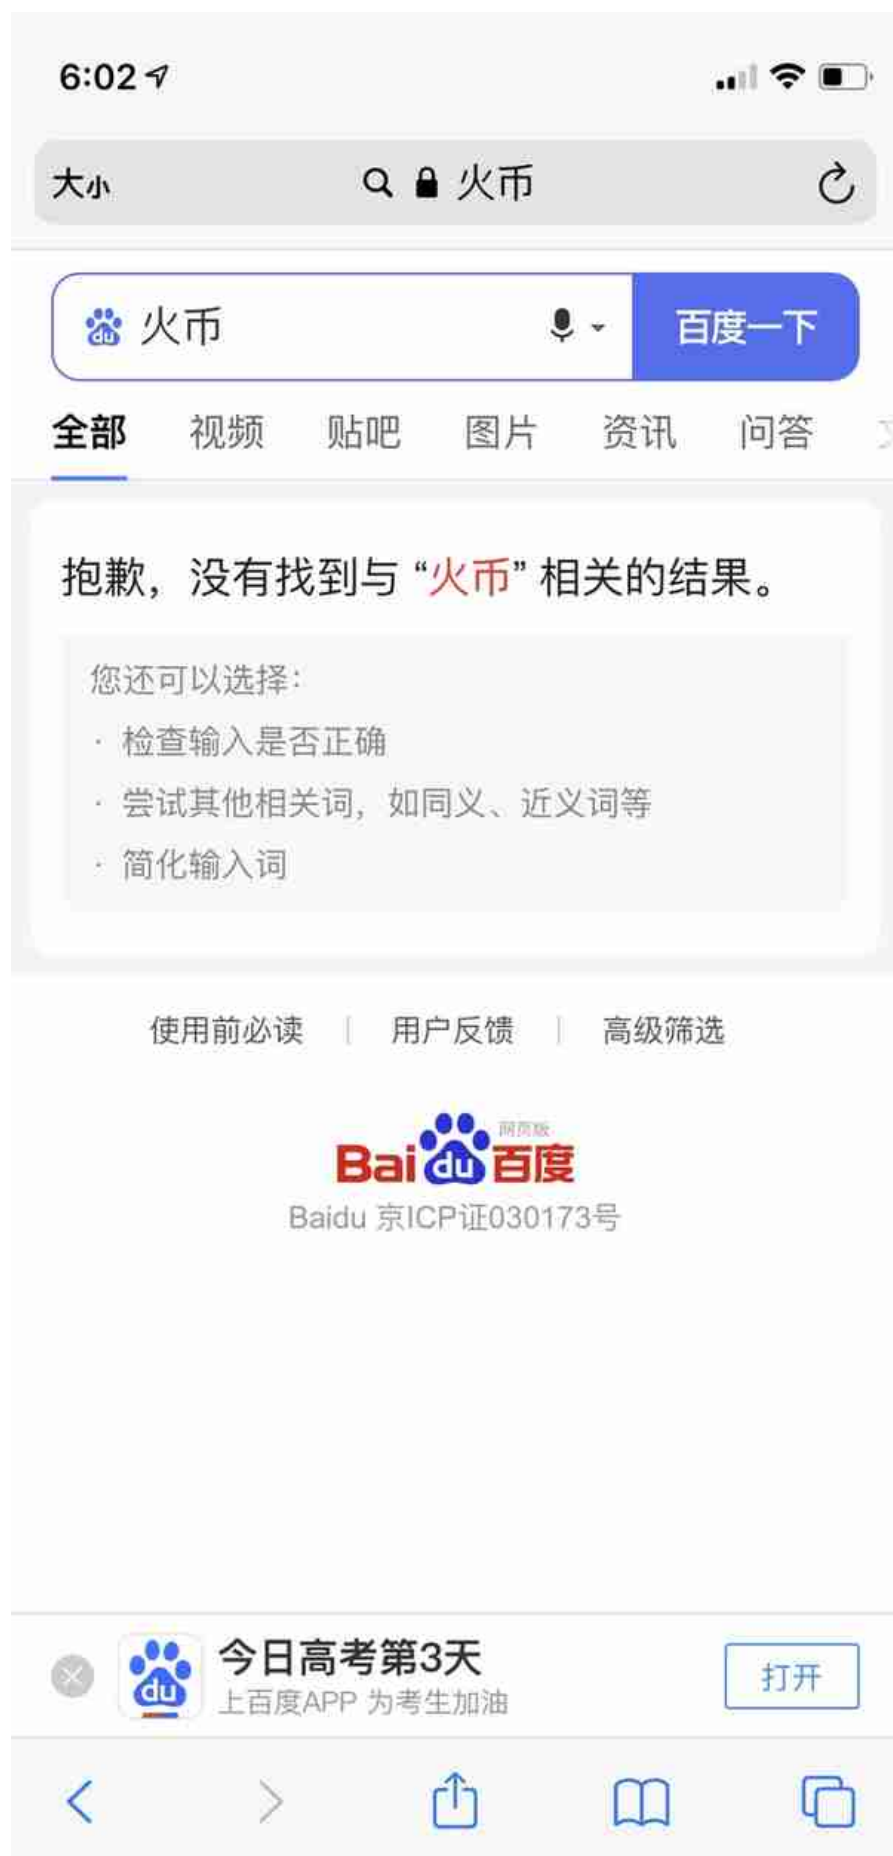 6:02
大小 火币
du 火币 百度一下
全部 视频 贴吧 图片 资讯 问答
抱歉，没有找到与“火币”相关的结果。
您还可以选择：
· 检查输入是否正确
· 尝试其他相关词，如同义、近义词等
· 简化输入词
使用前必读 | 用户反馈 | 高级筛选
网页版
Bai du 百度
Baidu 京ICP证030173号
今日高考第3天
du 打开
上百度APP 为考生加油